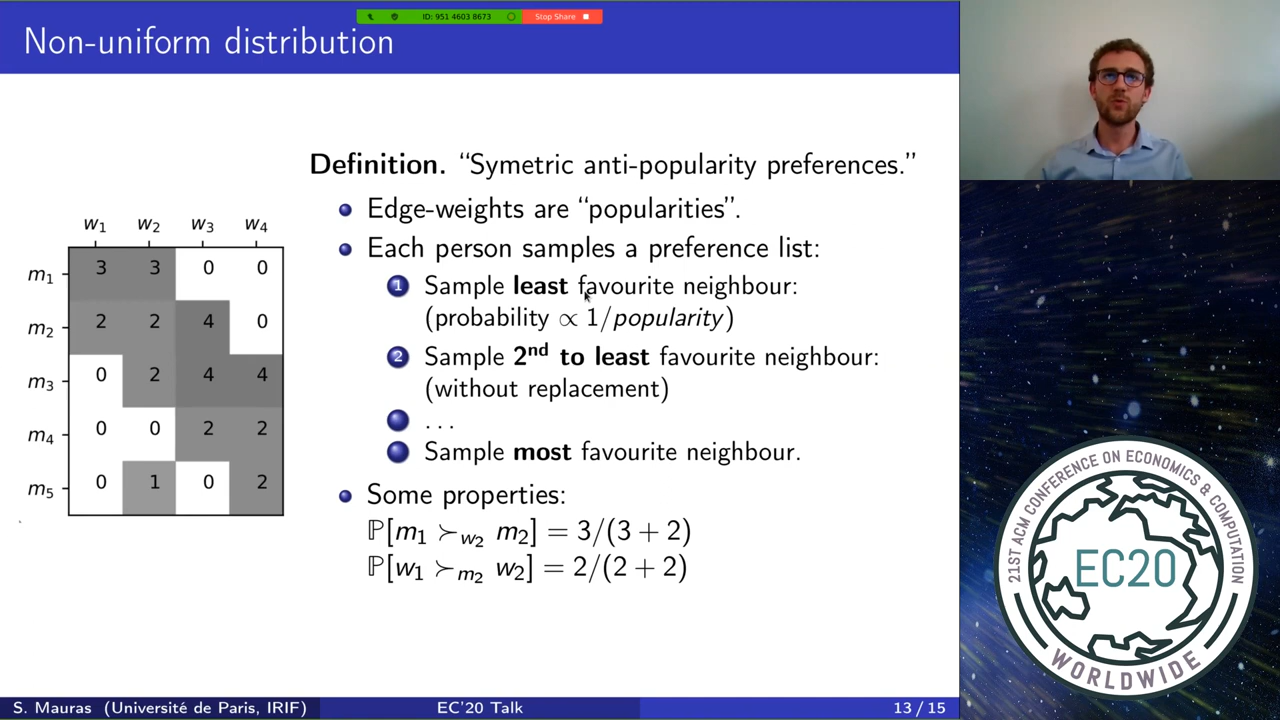 ID: 951 4603 8673 Stop Share
Non-uniform distribution
Definition. “Symetric anti-popularity preferences.”
Edge-weights are “popularities”.
Each person samples a preference list:
1 Sample least favourite neighbour:
(probability ∝ 1/popularity)
2 Sample 2nd to least favourite neighbour:
(without replacement)
. . .
Sample most favourite neighbour.
Some properties:
ℙ[m1 ≻w2 m2] = 3/(3 + 2)
ℙ[w1 ≻m2 w2] = 2/(2 + 2)
w1 w2 w3 w4
m1 3 3 0 0
m2 2 2 4 0
m3 0 2 4 4
m4 0 0 2 2
m5 0 1 0 2
S. Mauras (Université de Paris, IRIF) EC'20 Talk 13 / 15
21ST ACM CONFERENCE ON ECONOMICS & COMPUTATION
EC20
WORLDWIDE